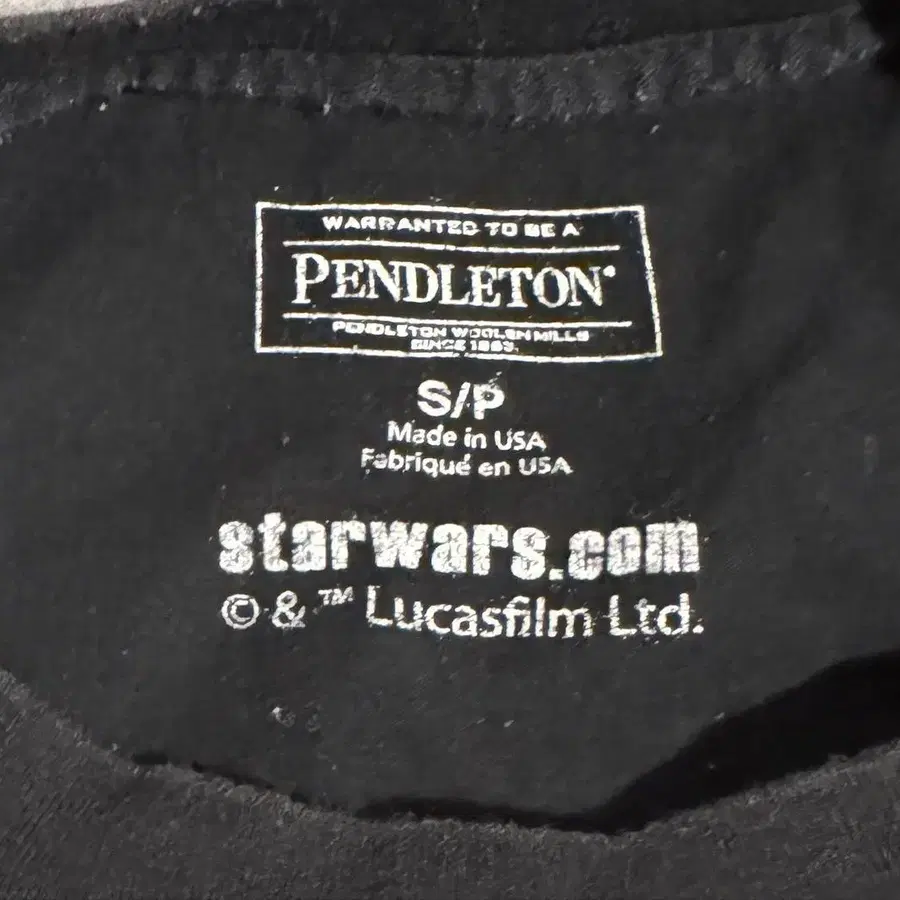 WARRANTED TO BE A
PENDLETON®
PENDLETON WOOLEN MILLS
SINCE 1863.
S/P
Made in USA
Fabriqué en USA
starwars.com
© & ™ Lucasfilm Ltd.